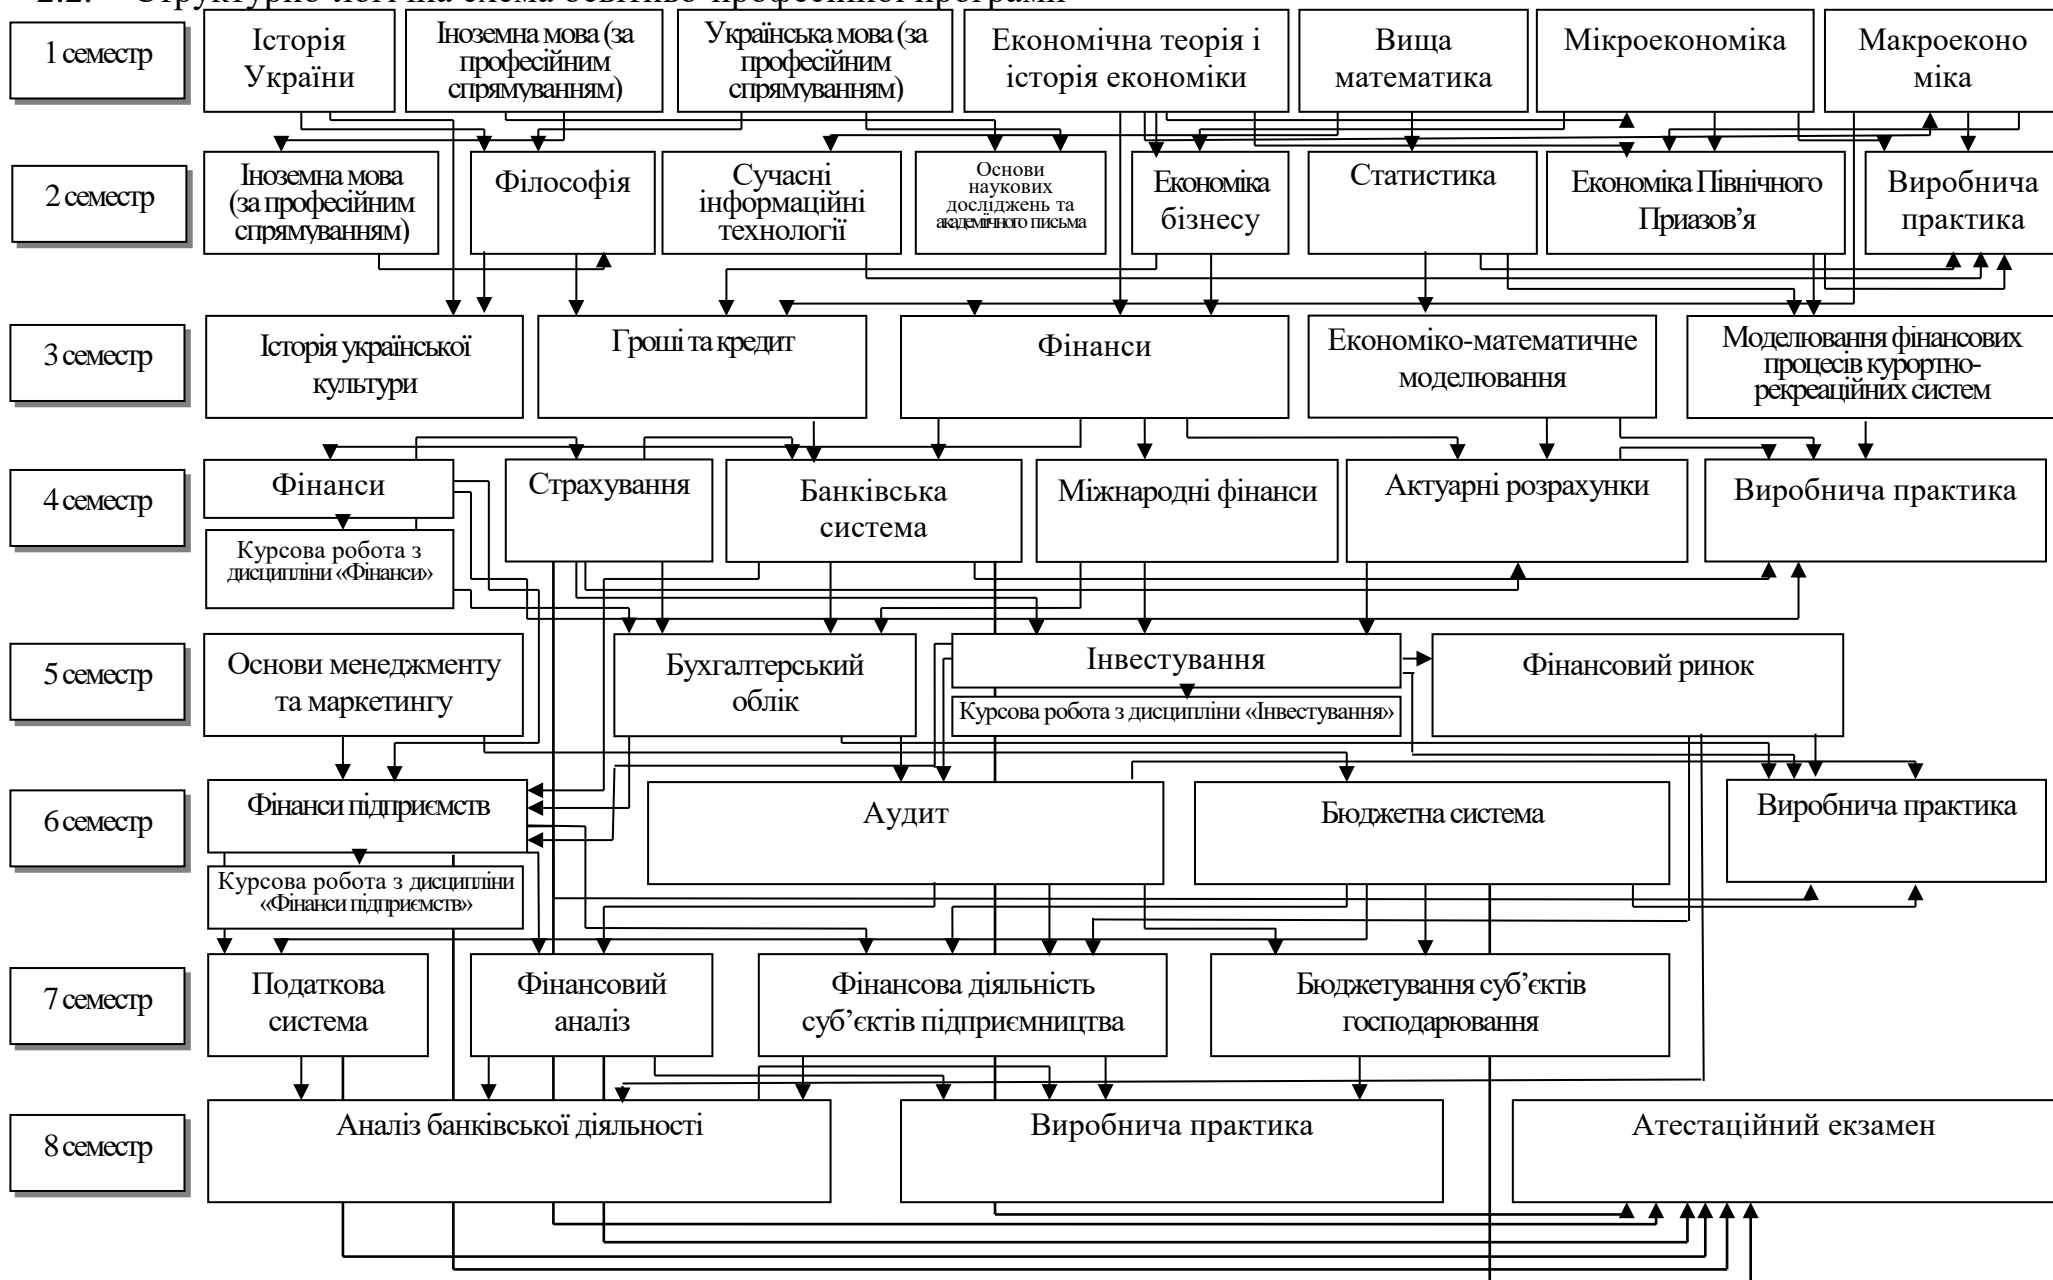 2.2. Структурно-логічна схема освітньо-професійної програми
1 семестр
Історія
України
Іноземна мова (за
професійним
спрямуванням)
Українська мова (за
професійним
спрямуванням)
Економічна теорія і
історія економіки
Вища
математика
Мікроекономіка
Макроеконо
міка
2 семестр
Іноземна мова
(за професійним
спрямуванням)
Філософія
Сучасні
інформаційні
технології
Основи
наукових
досліджень та
академічного письма
Економіка
бізнесу
Статистика
Економіка Північного
Приазов’я
Виробнича
практика
3 семестр
Історія української
культури
Гроші та кредит
Фінанси
Економіко-математичне
моделювання
Моделювання фінансових
процесів курортно-
рекреаційних систем
4 семестр
Фінанси
Курсова робота з
дисципліни «Фінанси»
Страхування
Банківська
система
Міжнародні фінанси
Актуарні розрахунки
Виробнича практика
5 семестр
Основи менеджменту
та маркетингу
Бухгалтерський
облік
Інвестування
Курсова робота з дисципліни «Інвестування»
Фінансовий ринок
6 семестр
Фінанси підприємств
Курсова робота з дисципліни
«Фінанси підприємств»
Аудит
Бюджетна система
Виробнича практика
7 семестр
Податкова
система
Фінансовий
аналіз
Фінансова діяльність
суб’єктів підприємництва
Бюджетування суб’єктів
господарювання
8 семестр
Аналіз банківської діяльності
Виробнича практика
Атестаційний екзамен